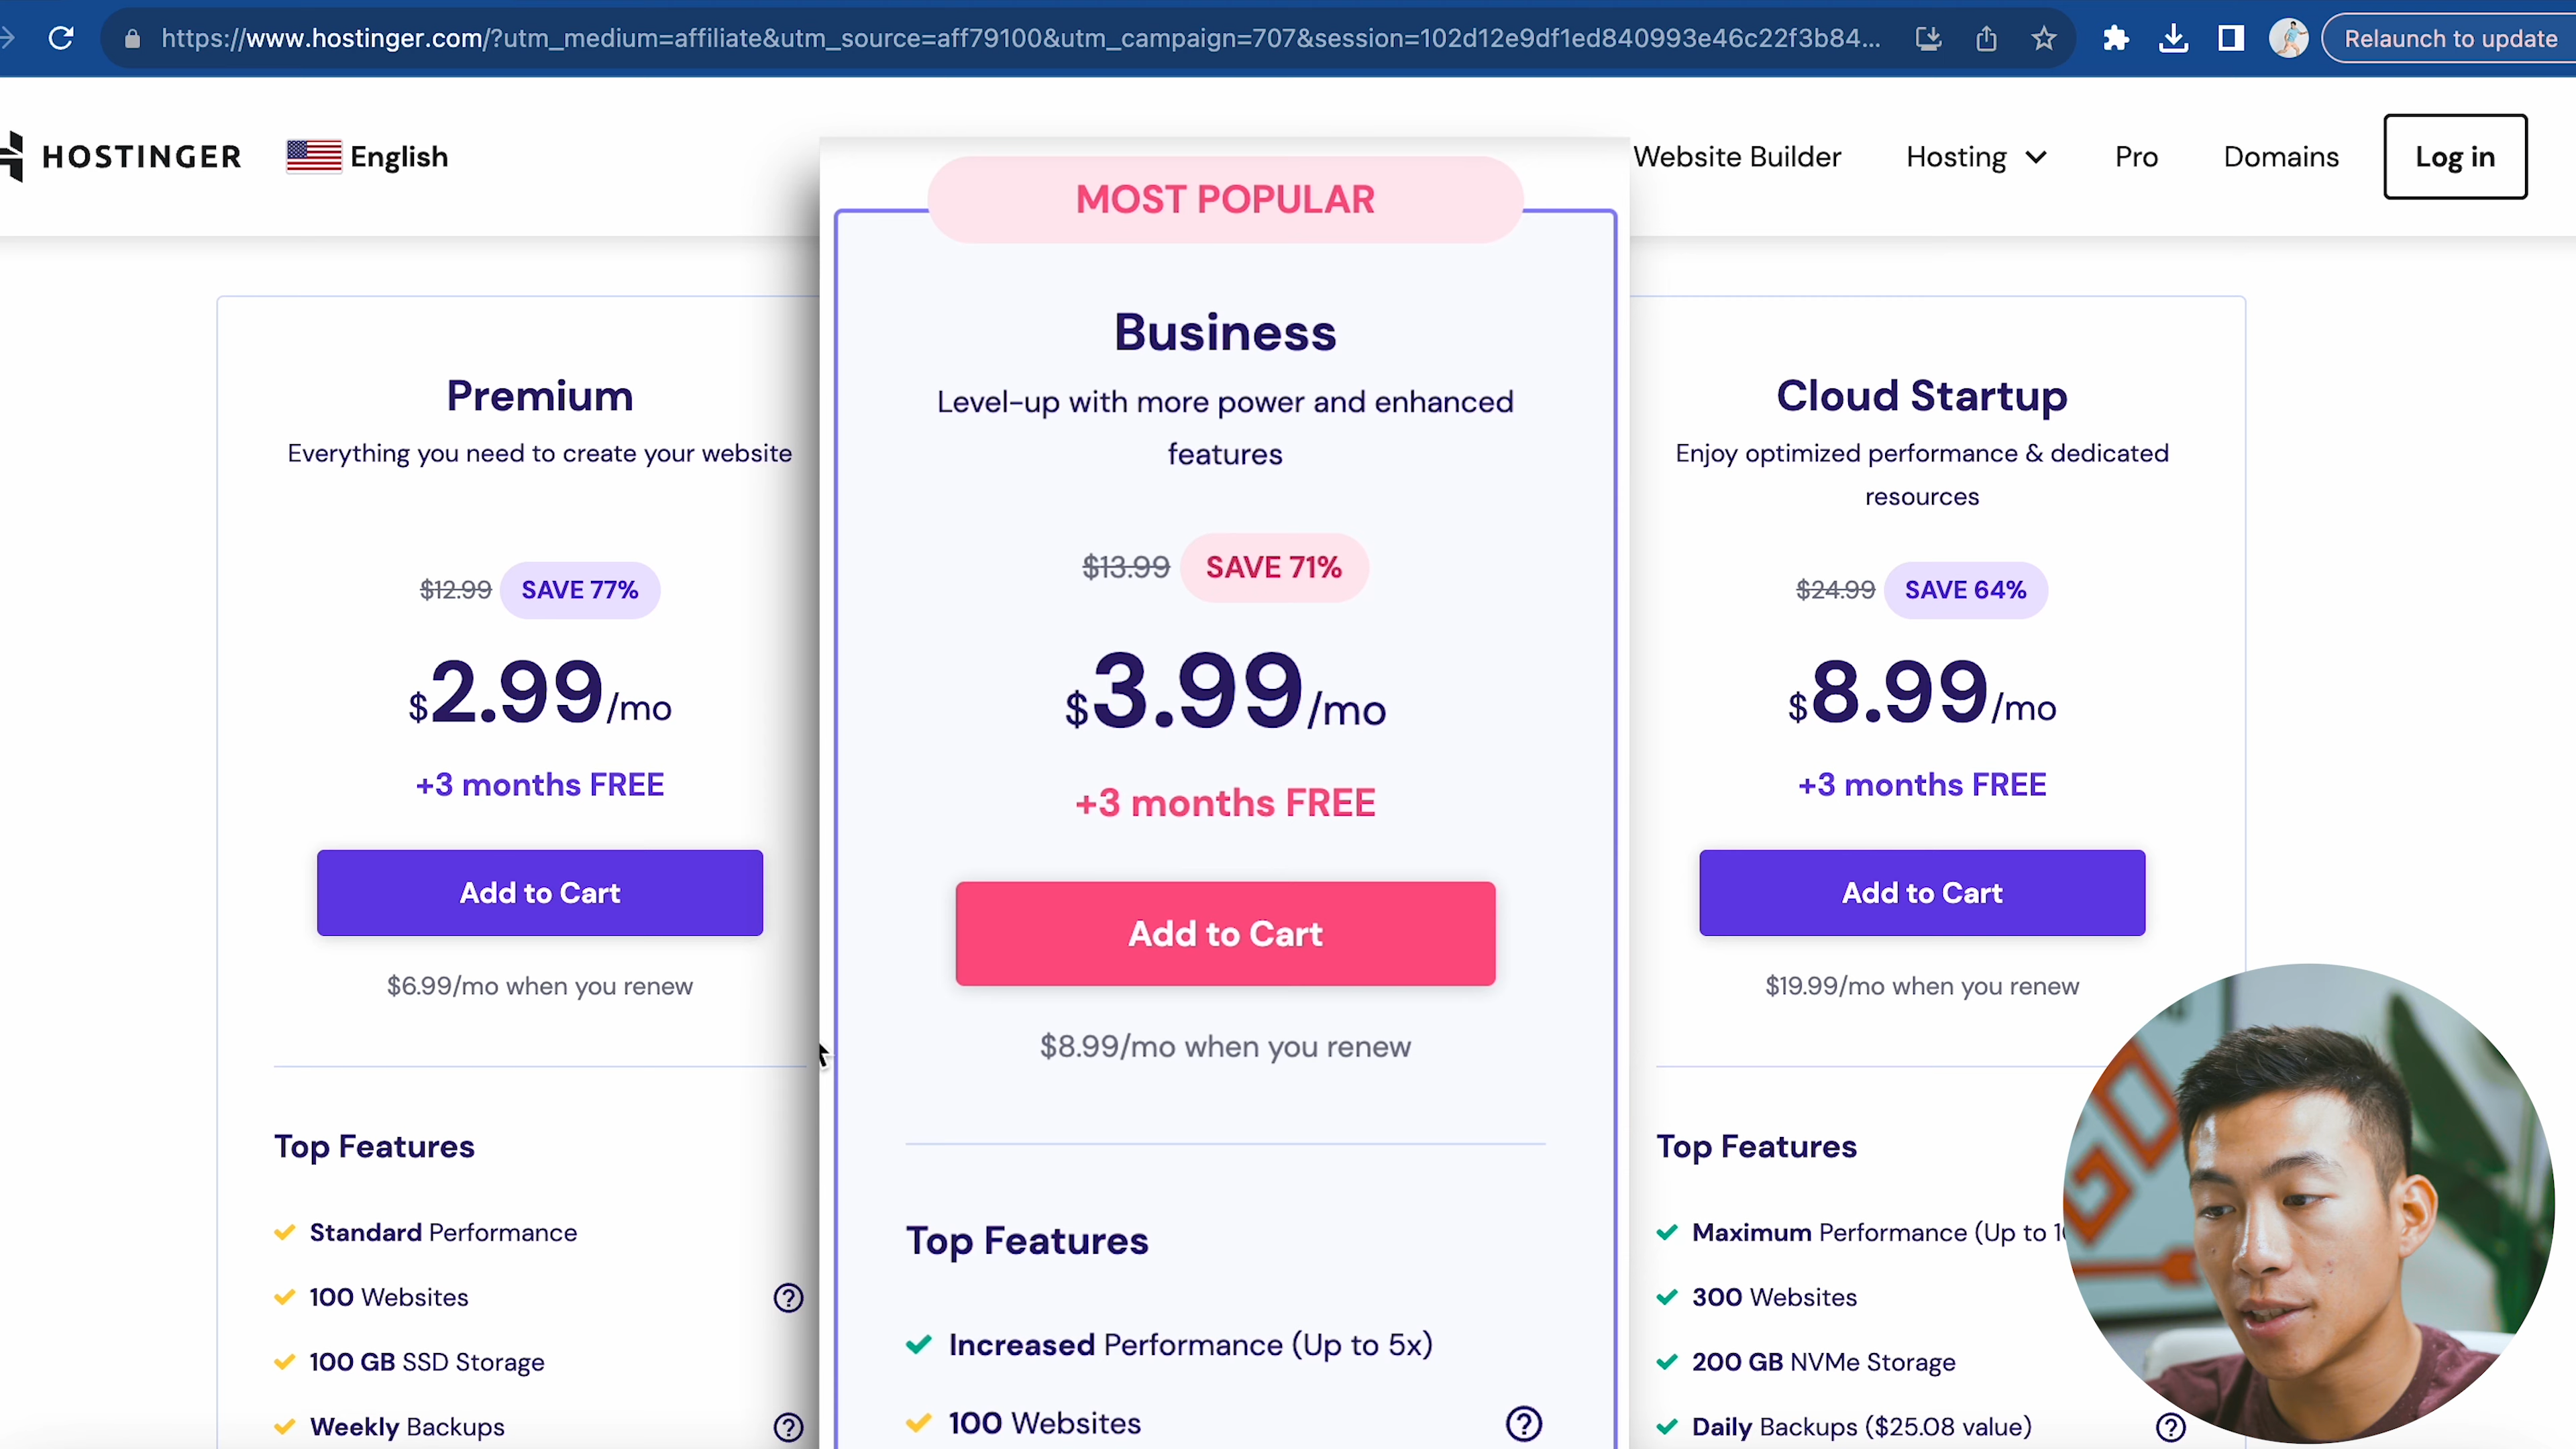 https://www.hostinger.com/?utm_medium=affiliate&utm_source=aff79100&utm_campaign=707&session=102d12e9df1ed840993e46c22f3b84...
Relaunch to update
HOSTINGER
English
Website Builder
Hosting
Pro
Domains
Log in
Premium
Everything you need to create your website
$12.99 SAVE 77%
$2.99/mo
+3 months FREE
Add to Cart
$6.99/mo when you renew
Top Features
Standard Performance
100 Websites
100 GB SSD Storage
Weekly Backups
MOST POPULAR
Business
Level-up with more power and enhanced
features
$13.99 SAVE 71%
$3.99/mo
+3 months FREE
Add to Cart
$8.99/mo when you renew
Top Features
Increased Performance (Up to 5x)
100 Websites
Cloud Startup
Enjoy optimized performance & dedicated
resources
$24.99 SAVE 64%
$8.99/mo
+3 months FREE
Add to Cart
$19.99/mo when you renew
Top Features
Maximum Performance (Up to
300 Websites
200 GB NVMe Storage
Daily Backups ($25.08 value)